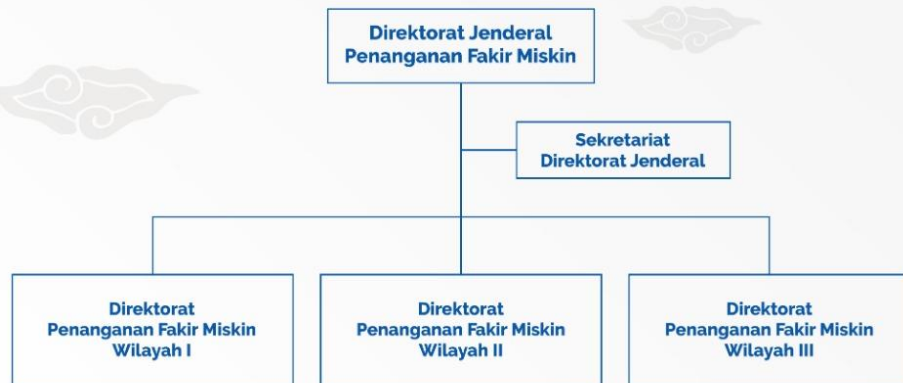 Direktorat Jenderal
Penanganan Fakir Miskin
Sekretariat
Direktorat Jenderal
Direktorat
Penanganan Fakir Miskin
Wilayah I
Direktorat
Penanganan Fakir Miskin
Wilayah II
Direktorat
Penanganan Fakir Miskin
Wilayah III